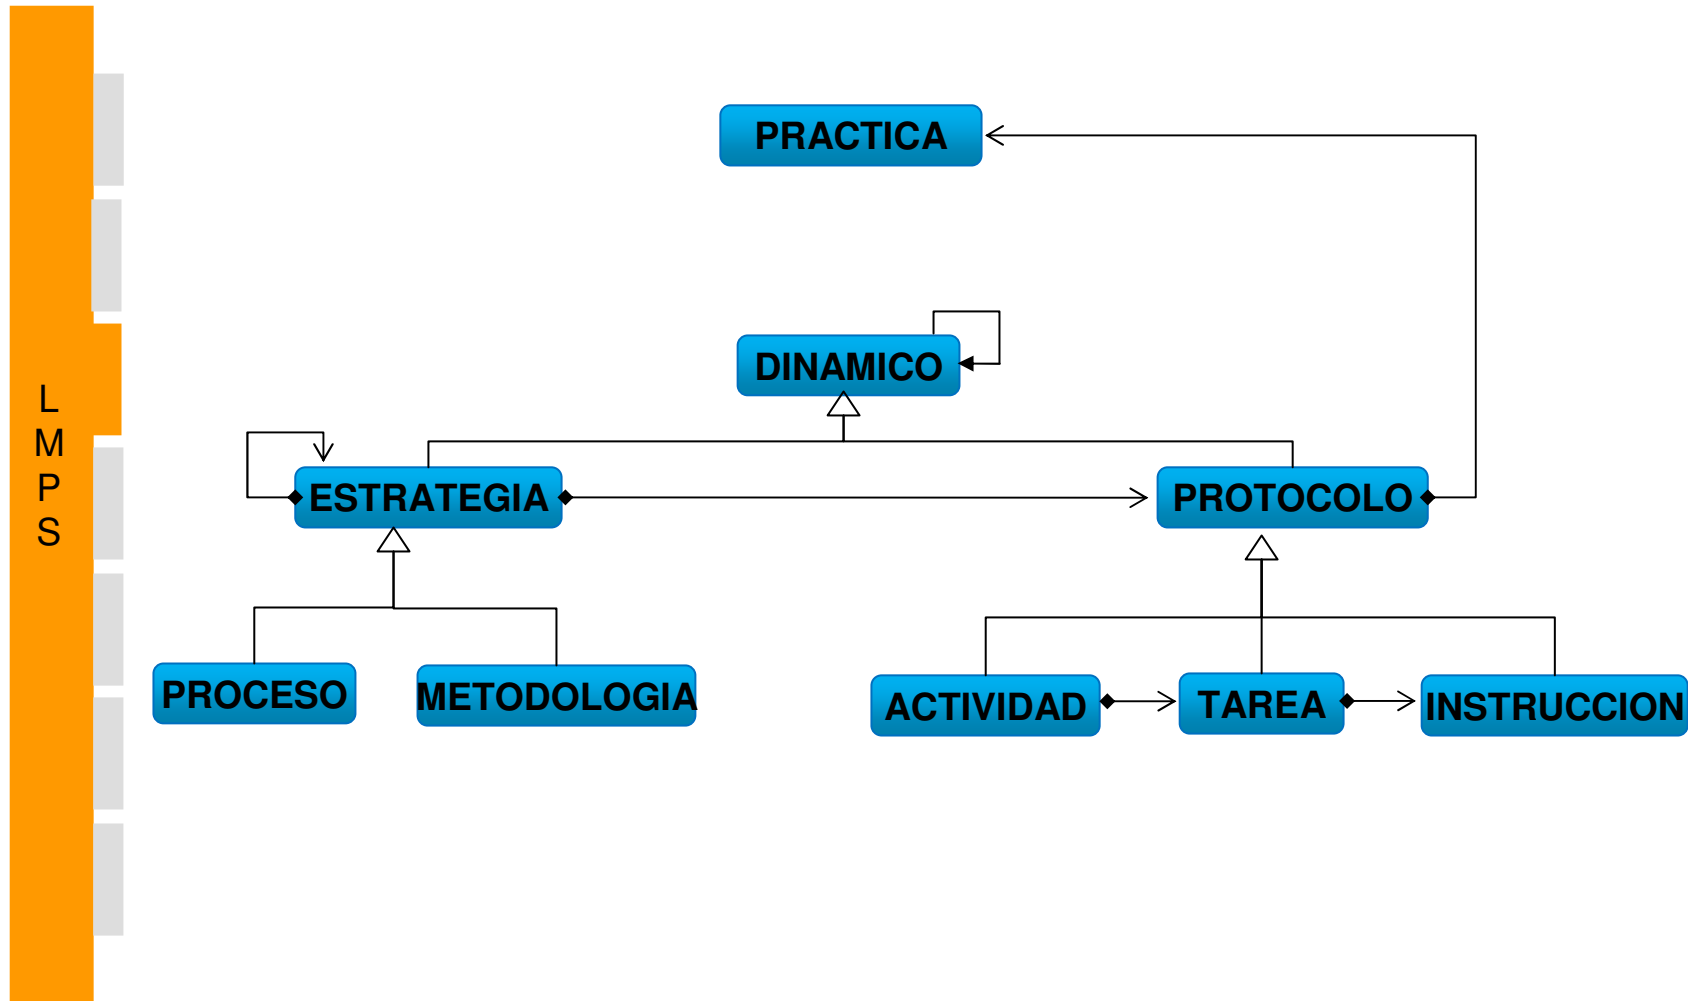 L
M
P
S
PRACTICA
DINAMICO
ESTRATEGIA
PROTOCOLO
PROCESO
METODOLOGIA
ACTIVIDAD
TAREA
INSTRUCCION